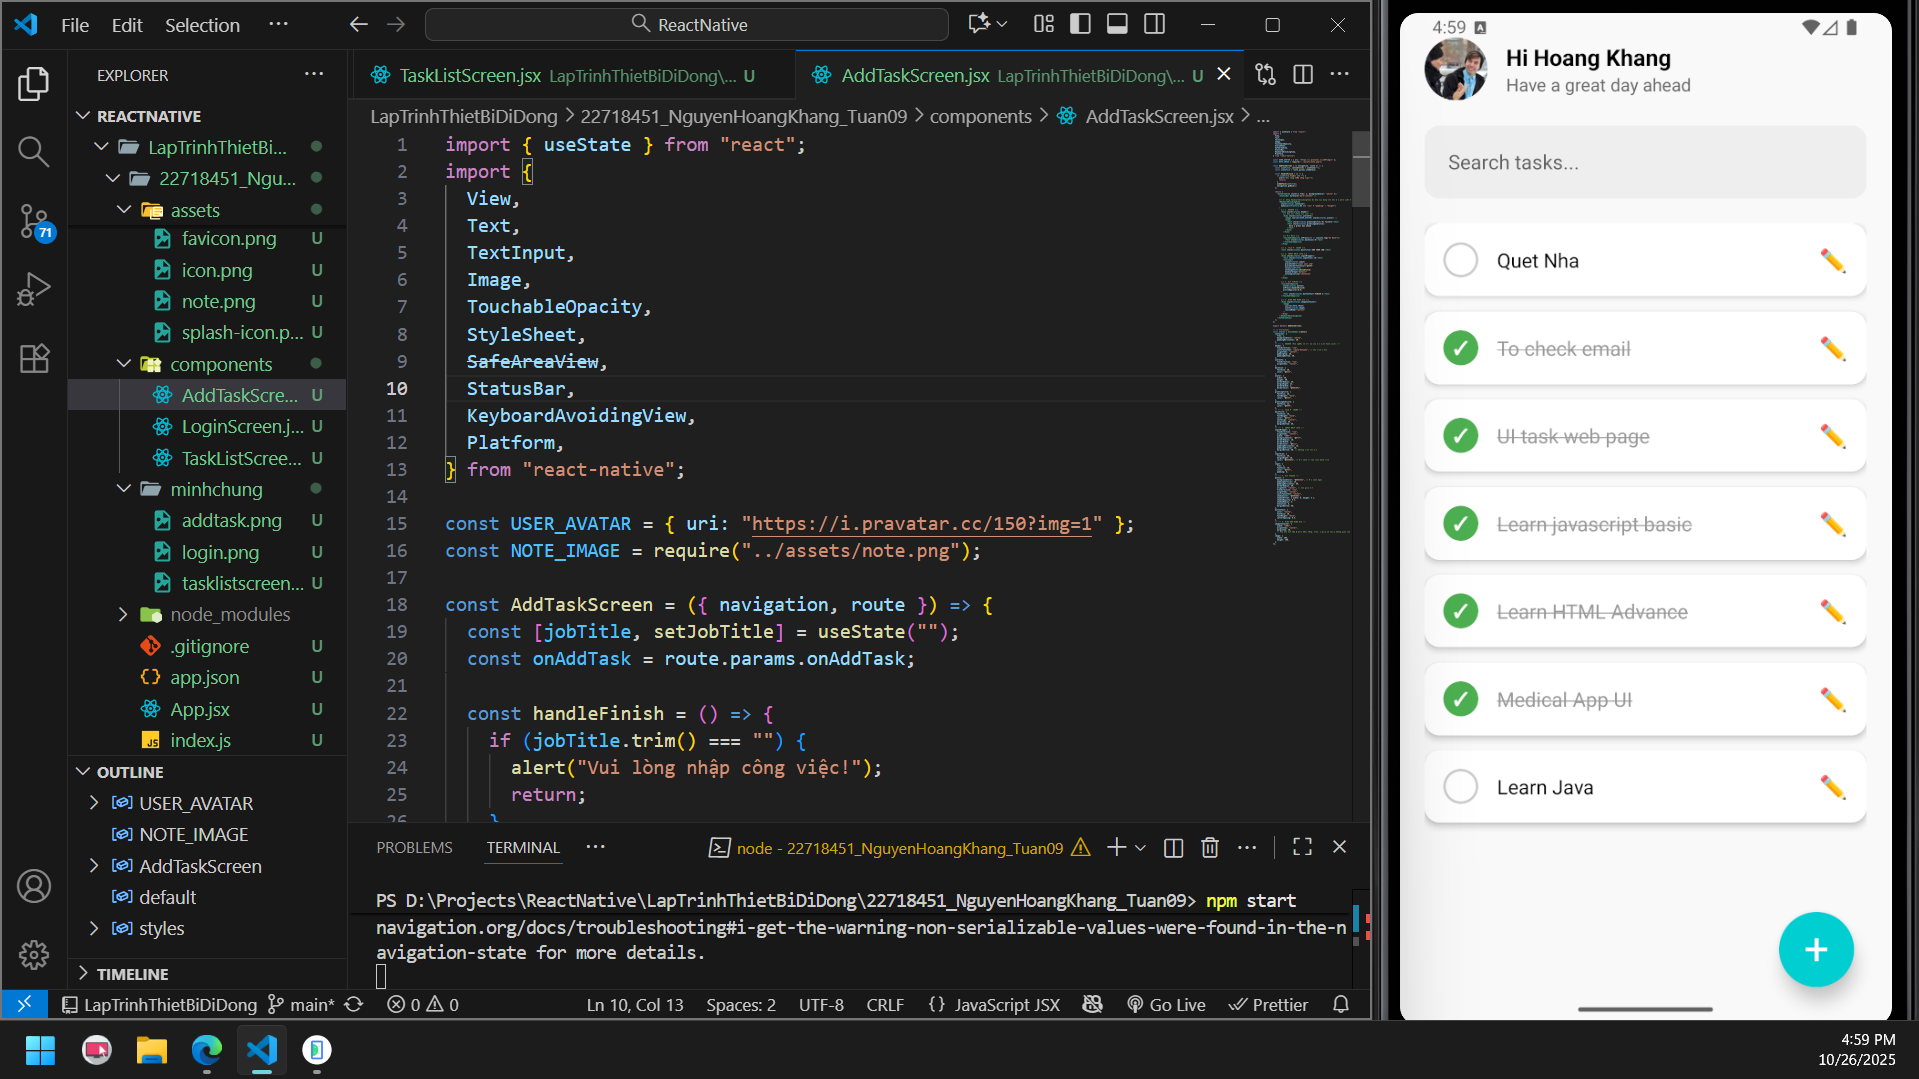 File Edit Selection ··· ReactNative
EXPLORER ···
REACTNATIVE
LapTrinhThietBi...
22718451_Ngu...
assets
favicon.png U
icon.png U
note.png U
splash-icon.p... U
components
AddTaskScre... U
LoginScreen.j... U
TaskListScree... U
minhchung
addtask.png U
login.png U
tasklistscreen... U
node_modules
.gitignore U
app.json U
App.jsx U
index.js U
OUTLINE
USER_AVATAR
NOTE_IMAGE
AddTaskScreen
default
styles
TIMELINE
71
TaskListScreen.jsx LapTrinhThietBiDiDong\... U
AddTaskScreen.jsx LapTrinhThietBiDiDong\... U
LapTrinhThietBiDiDong > 22718451_NguyenHoangKhang_Tuan09 > components > AddTaskScreen.jsx > ...
1 import { useState } from "react";
2 import {
3 View,
4 Text,
5 TextInput,
6 Image,
7 TouchableOpacity,
8 StyleSheet,
9 SafeAreaView,
10 StatusBar,
11 KeyboardAvoidingView,
12 Platform,
13 } from "react-native";
14
15 const USER_AVATAR = { uri: "https://i.pravatar.cc/150?img=1" };
16 const NOTE_IMAGE = require("../assets/note.png");
17
18 const AddTaskScreen = ({ navigation, route }) => {
19 const [jobTitle, setJobTitle] = useState("");
20 const onAddTask = route.params.onAddTask;
21
22 const handleFinish = () => {
23 if (jobTitle.trim() === "") {
24 alert("Vui lòng nhập công việc!");
25 return;
26 }
PROBLEMS TERMINAL ··· node - 22718451_NguyenHoangKhang_Tuan09
PS D:\Projects\ReactNative\LapTrinhThietBiDiDong\22718451_NguyenHoangKhang_Tuan09> npm start
navigation.org/docs/troubleshooting#i-get-the-warning-non-serializable-values-were-found-in-the-n
avigation-state for more details.
LapTrinhThietBiDiDong main* 0 0 Ln 10, Col 13 Spaces: 2 UTF-8 CRLF {} JavaScript JSX Go Live Prettier
4:59 A
Hi Hoang Khang
Have a great day ahead
Search tasks...
Quet Nha
To check email
UI task web page
Learn javascript basic
Learn HTML Advance
Medical App UI
Learn Java
+
4:59 PM
10/26/2025